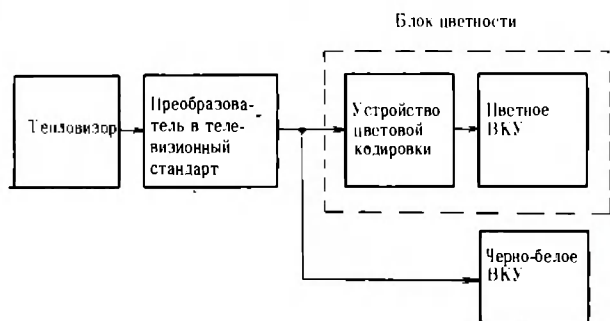 Блок цветности
Тепловизор
Преобразова-
тель в теле-
визионный
стандарт
Устройство
цветовой
кодировки
Цветное
ВКУ
Черно-белое
ВКУ